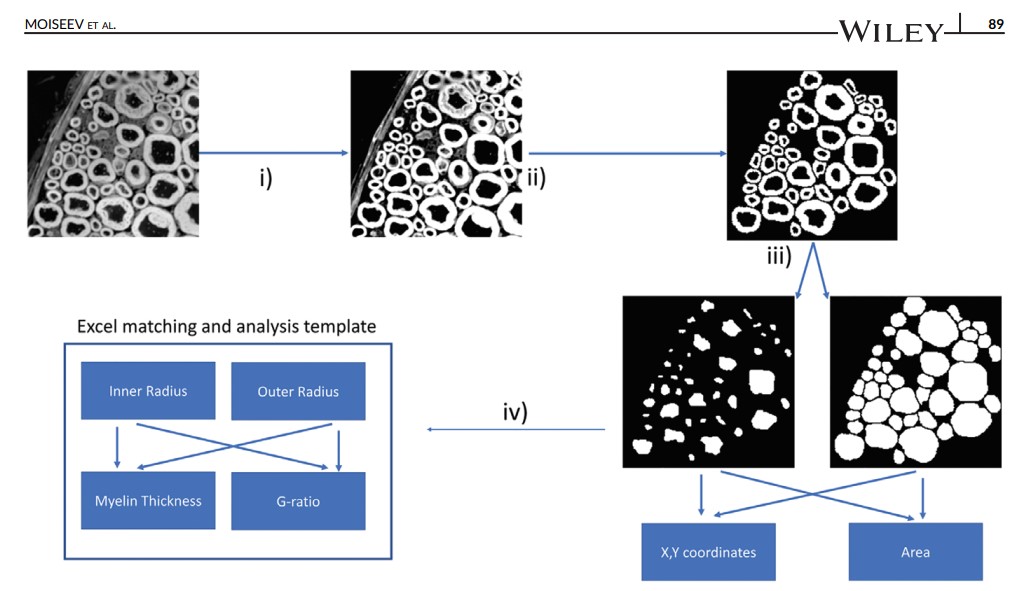 MOISEEV ET AL.
WILEY
89
i)
ii)
iii)
Excel matching and analysis template
Inner Radius
Outer Radius
iv)
Myelin Thickness
G-ratio
X,Y coordinates
Area